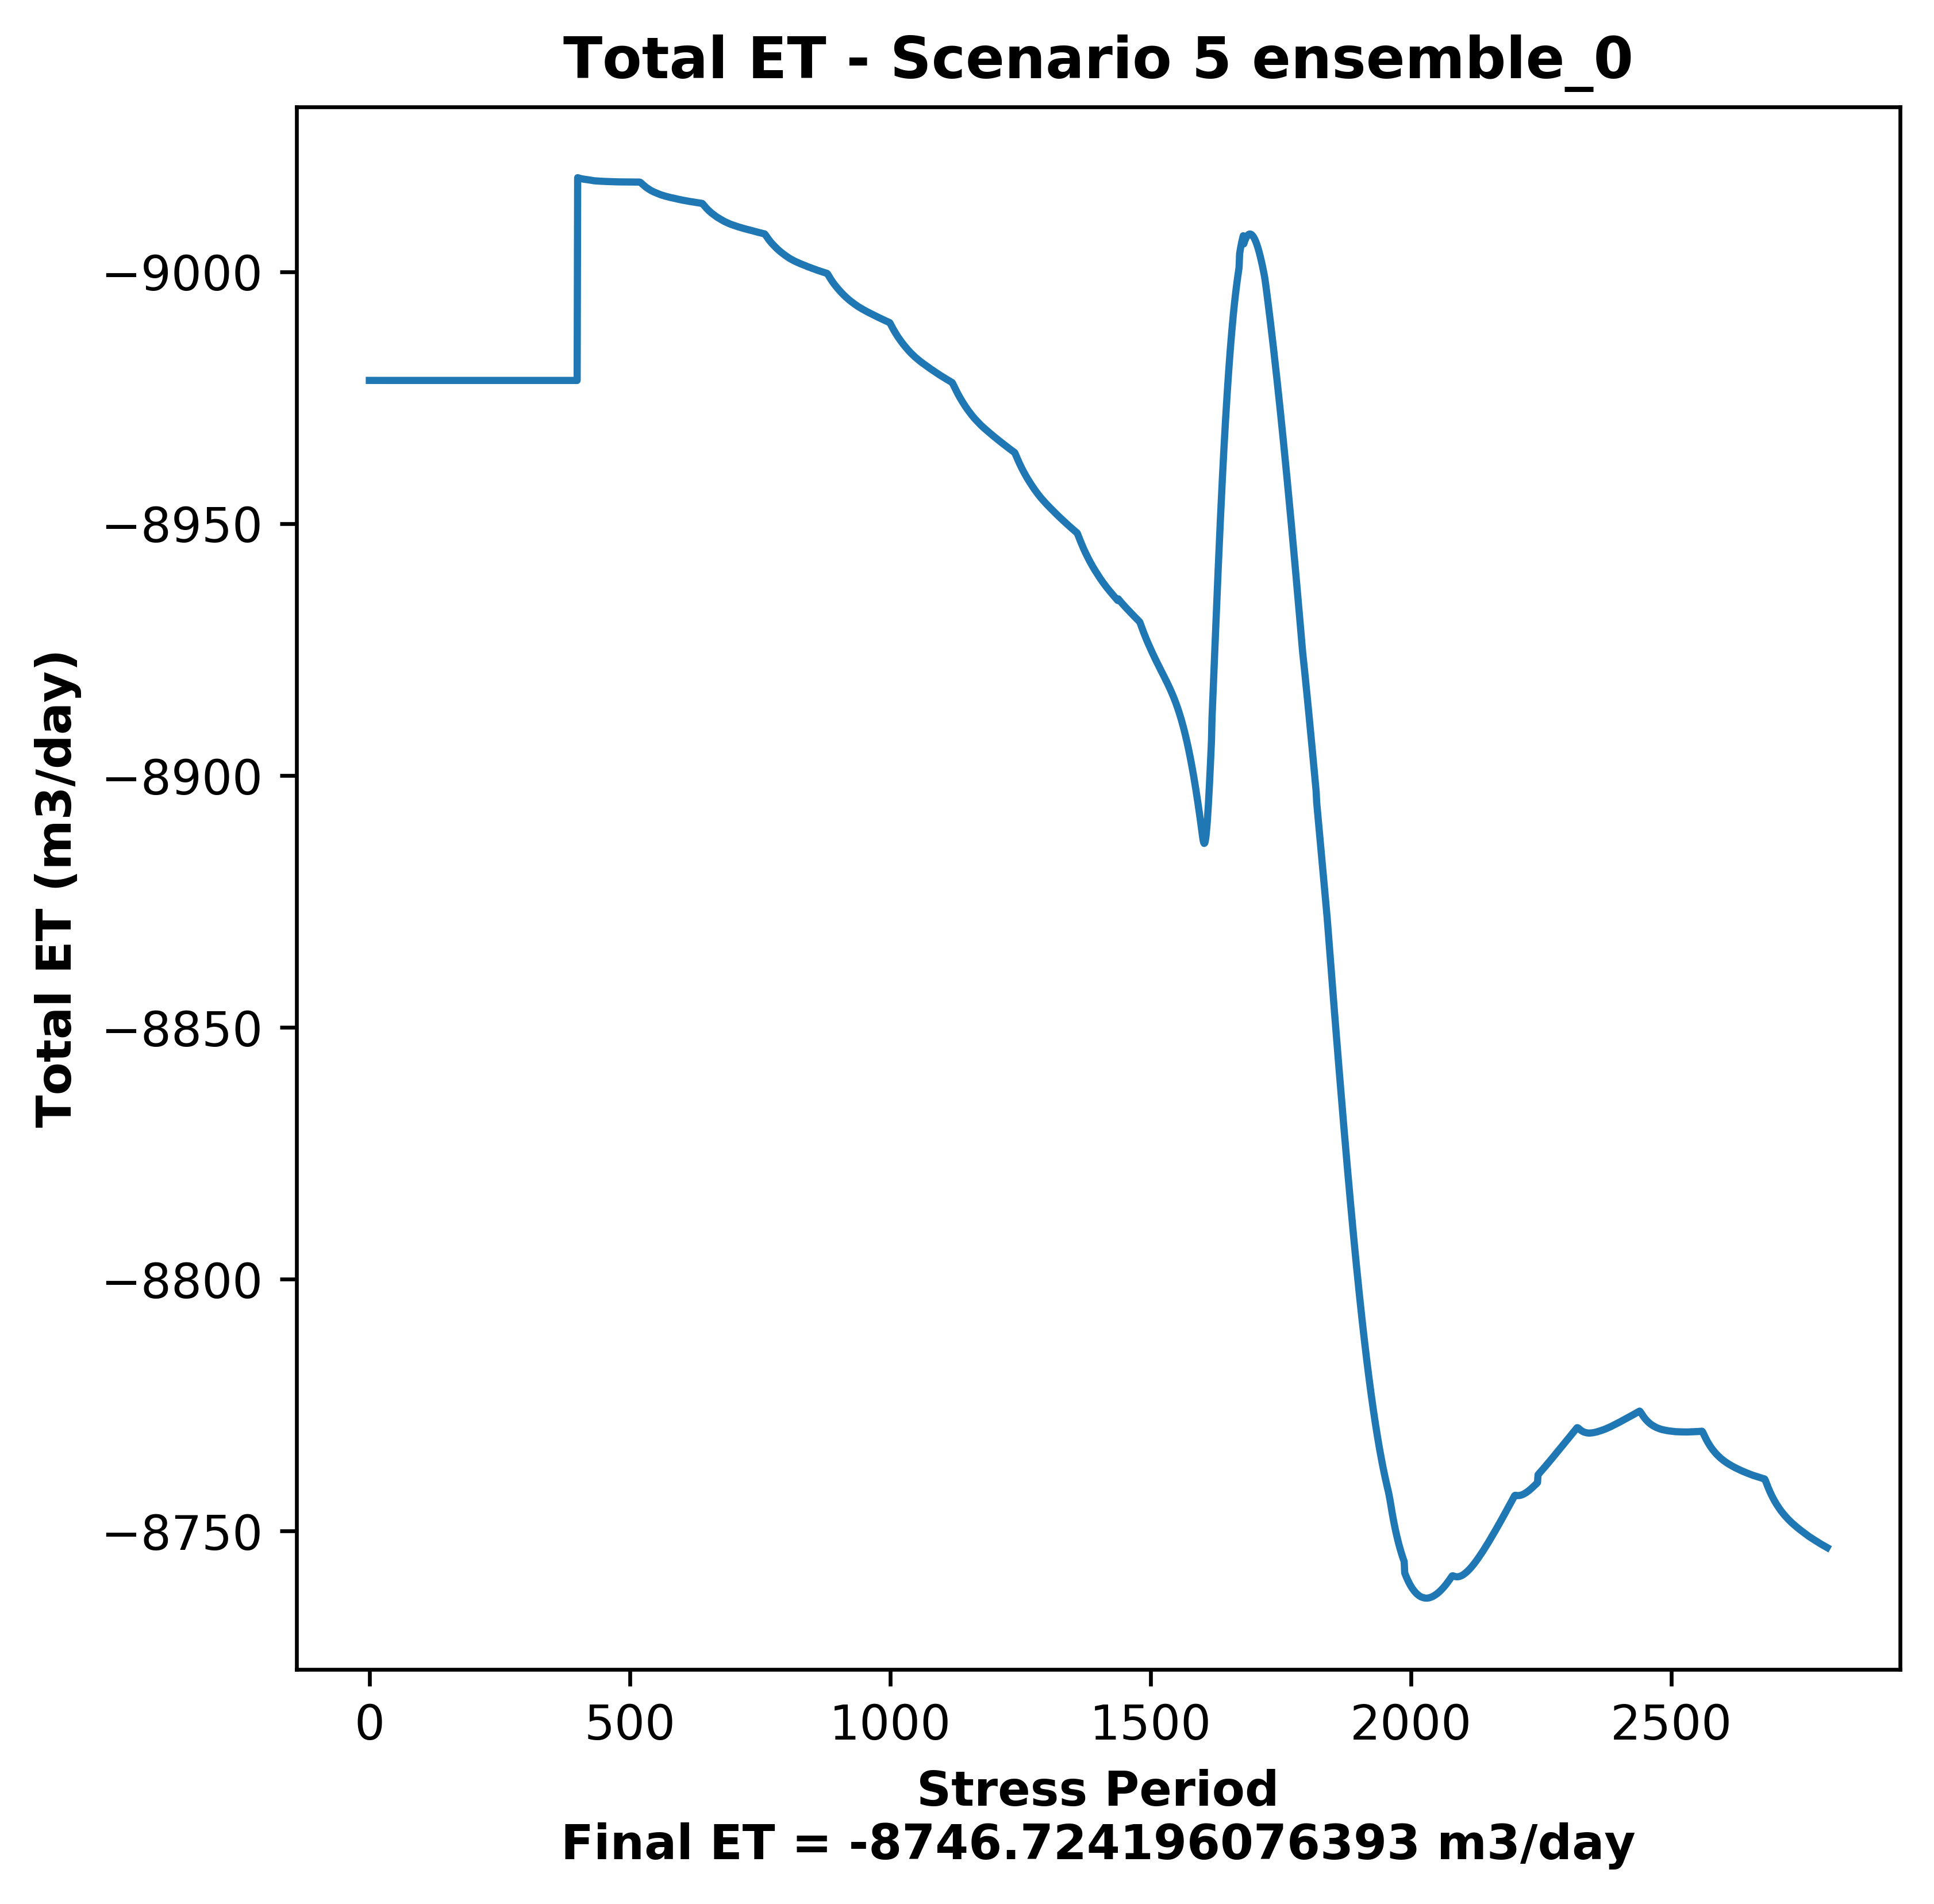 Total ET - Scenario 5 ensemble_0
Total ET (m3/day)
−9000
−8950
−8900
−8850
−8800
−8750
0 500 1000 1500 2000 2500
Stress Period
Final ET = -8746.724196076393 m3/day